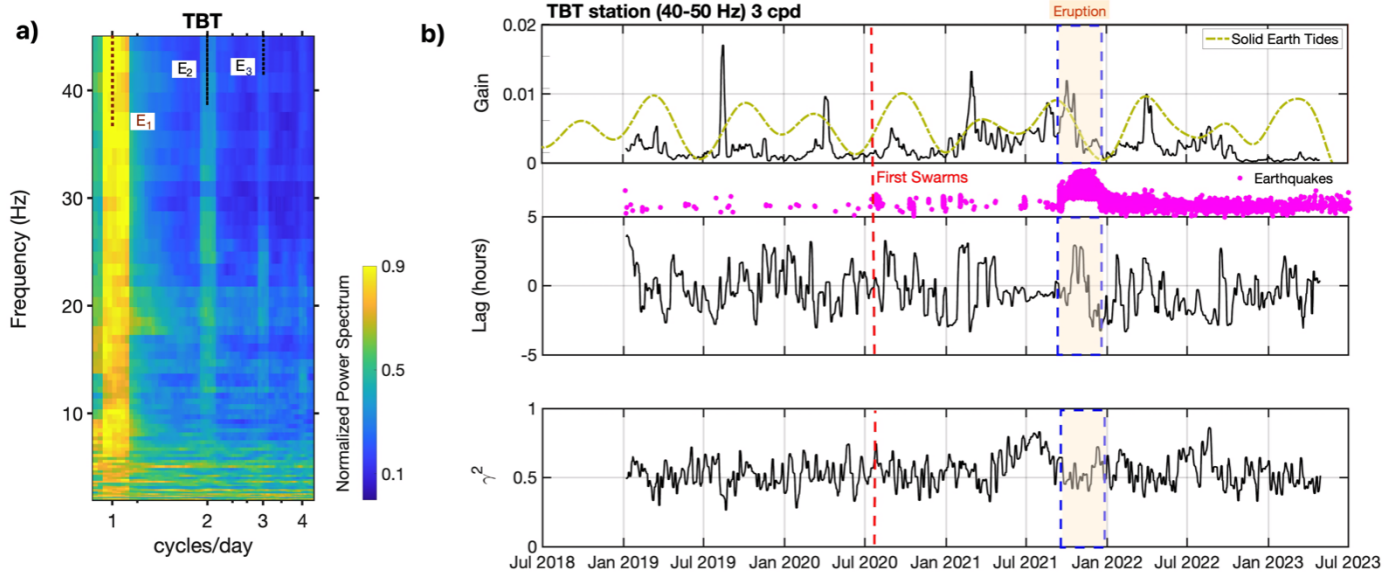 a)
TBT
E1
E2
E3
40
30
20
10
Frequency (Hz)
1 2 3 4
cycles/day
0.9
0.5
0.1
Normalized Power Spectrum
b)
TBT station (40-50 Hz) 3 cpd
Eruption
0.02
0.01
0
Gain
Solid Earth Tides
First Swarms
Earthquakes
5
0
-5
Lag (hours)
1
0.5
0
γ2
Jul 2018 Jan 2019 Jul 2019 Jan 2020 Jul 2020 Jan 2021 Jul 2021 Jan 2022 Jul 2022 Jan 2023 Jul 2023